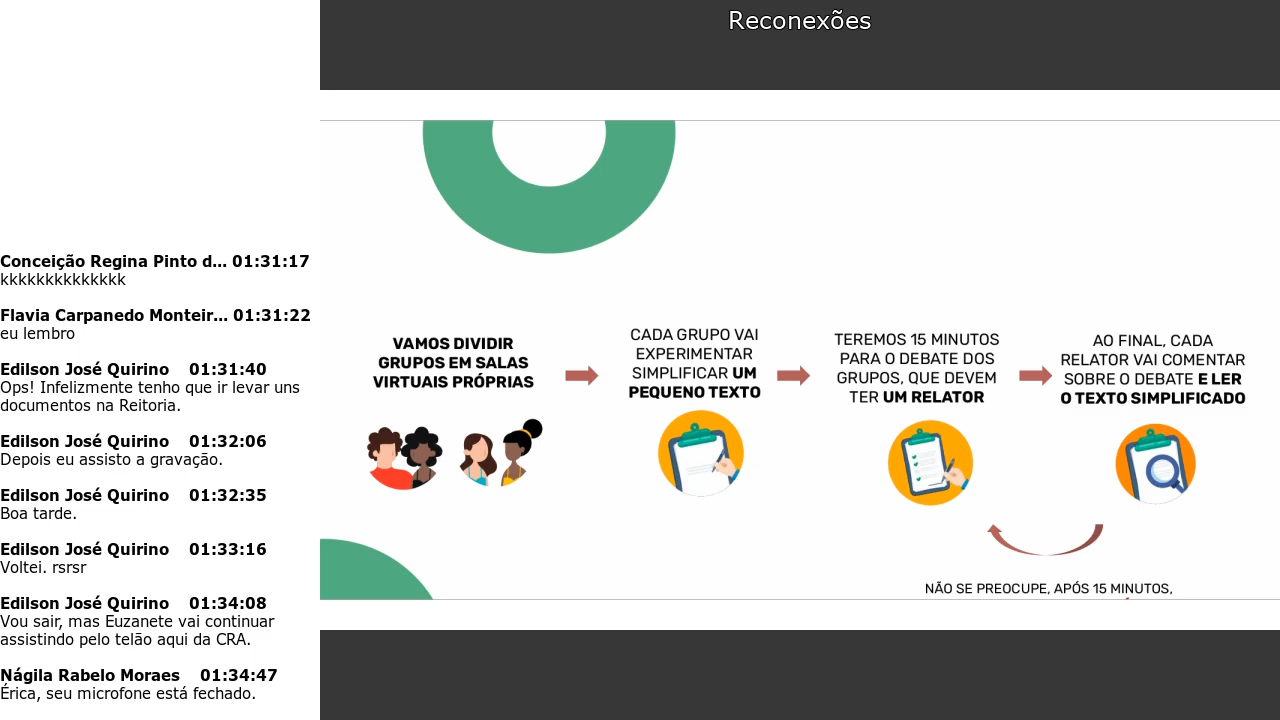 Reconexões
Conceição Regina Pinto d... 01:31:17
kkkkkkkkkkkkkk
Flavia Carpanedo Monteir... 01:31:22
eu lembro
Edilson José Quirino 01:31:40
Ops! Infelizmente tenho que ir levar uns
documentos na Reitoria.
Edilson José Quirino 01:32:06
Depois eu assisto a gravação.
Edilson José Quirino 01:32:35
Boa tarde.
Edilson José Quirino 01:33:16
Voltei. rsrsr
Edilson José Quirino 01:34:08
Vou sair, mas Euzanete vai continuar
assistindo pelo telão aqui da CRA.
Nágila Rabelo Moraes 01:34:47
Érica, seu microfone está fechado.
VAMOS DIVIDIR
GRUPOS EM SALAS
VIRTUAIS PRÓPRIAS
CADA GRUPO VAI
EXPERIMENTAR
SIMPLIFICAR UM
PEQUENO TEXTO
TEREMOS 15 MINUTOS
PARA O DEBATE DOS
GRUPOS, QUE DEVEM
TER UM RELATOR
AO FINAL, CADA
RELATOR VAI COMENTAR
SOBRE O DEBATE E LER
O TEXTO SIMPLIFICADO
NÃO SE PREOCUPE, APÓS 15 MINUTOS,